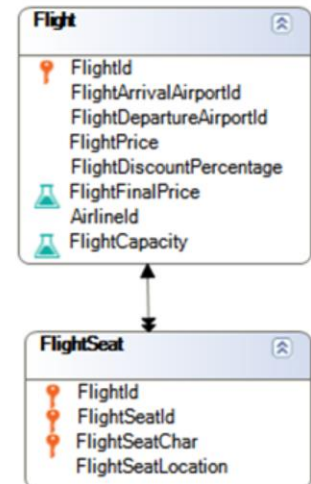 Flight
FlightId
FlightArrivalAirportId
FlightDepartureAirportId
FlightPrice
FlightDiscountPercentage
FlightFinalPrice
AirlineId
FlightCapacity
FlightSeat
FlightId
FlightSeatId
FlightSeatChar
FlightSeatLocation